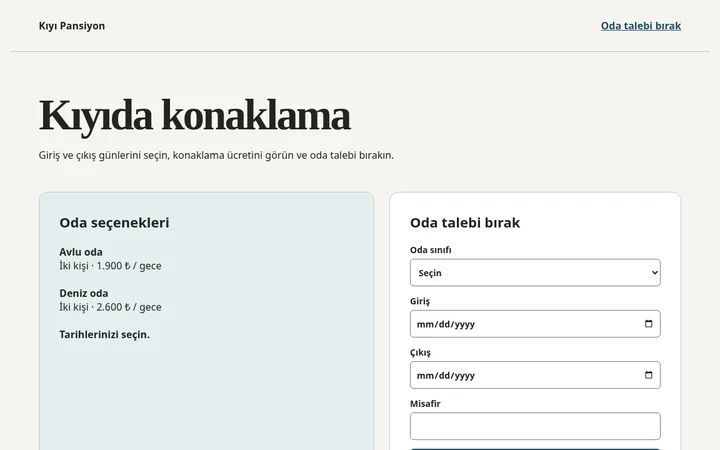 Kıyı Pansiyon
Oda talebi bırak
Kıyıda konaklama
Giriş ve çıkış günlerini seçin, konaklama ücretini görün ve oda talebi bırakın.
Oda seçenekleri
Avlu oda
İki kişi · 1.900 ₺ / gece
Deniz oda
İki kişi · 2.600 ₺ / gece
Tarihlerinizi seçin.
Oda talebi bırak
Oda sınıfı
Seçin
Giriş
mm/dd/yyyy
Çıkış
mm/dd/yyyy
Misafir